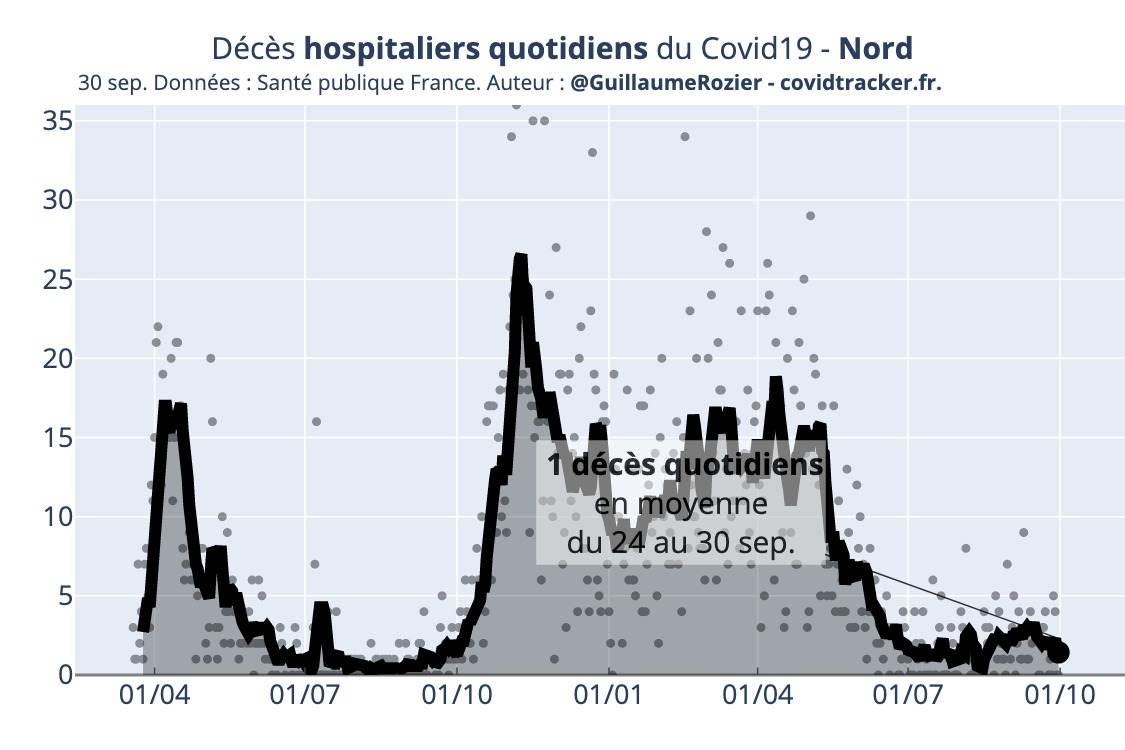 Décès hospitaliers quotidiens du Covid19 - Nord
30 sep. Données : Santé publique France. Auteur : @GuillaumeRozier - covidtracker.fr.
35
30
25
20
15
10
5
0
1 décès quotidiens
en moyenne
du 24 au 30 sep.
01/04 01/07 01/10 01/01 01/04 01/07 01/10